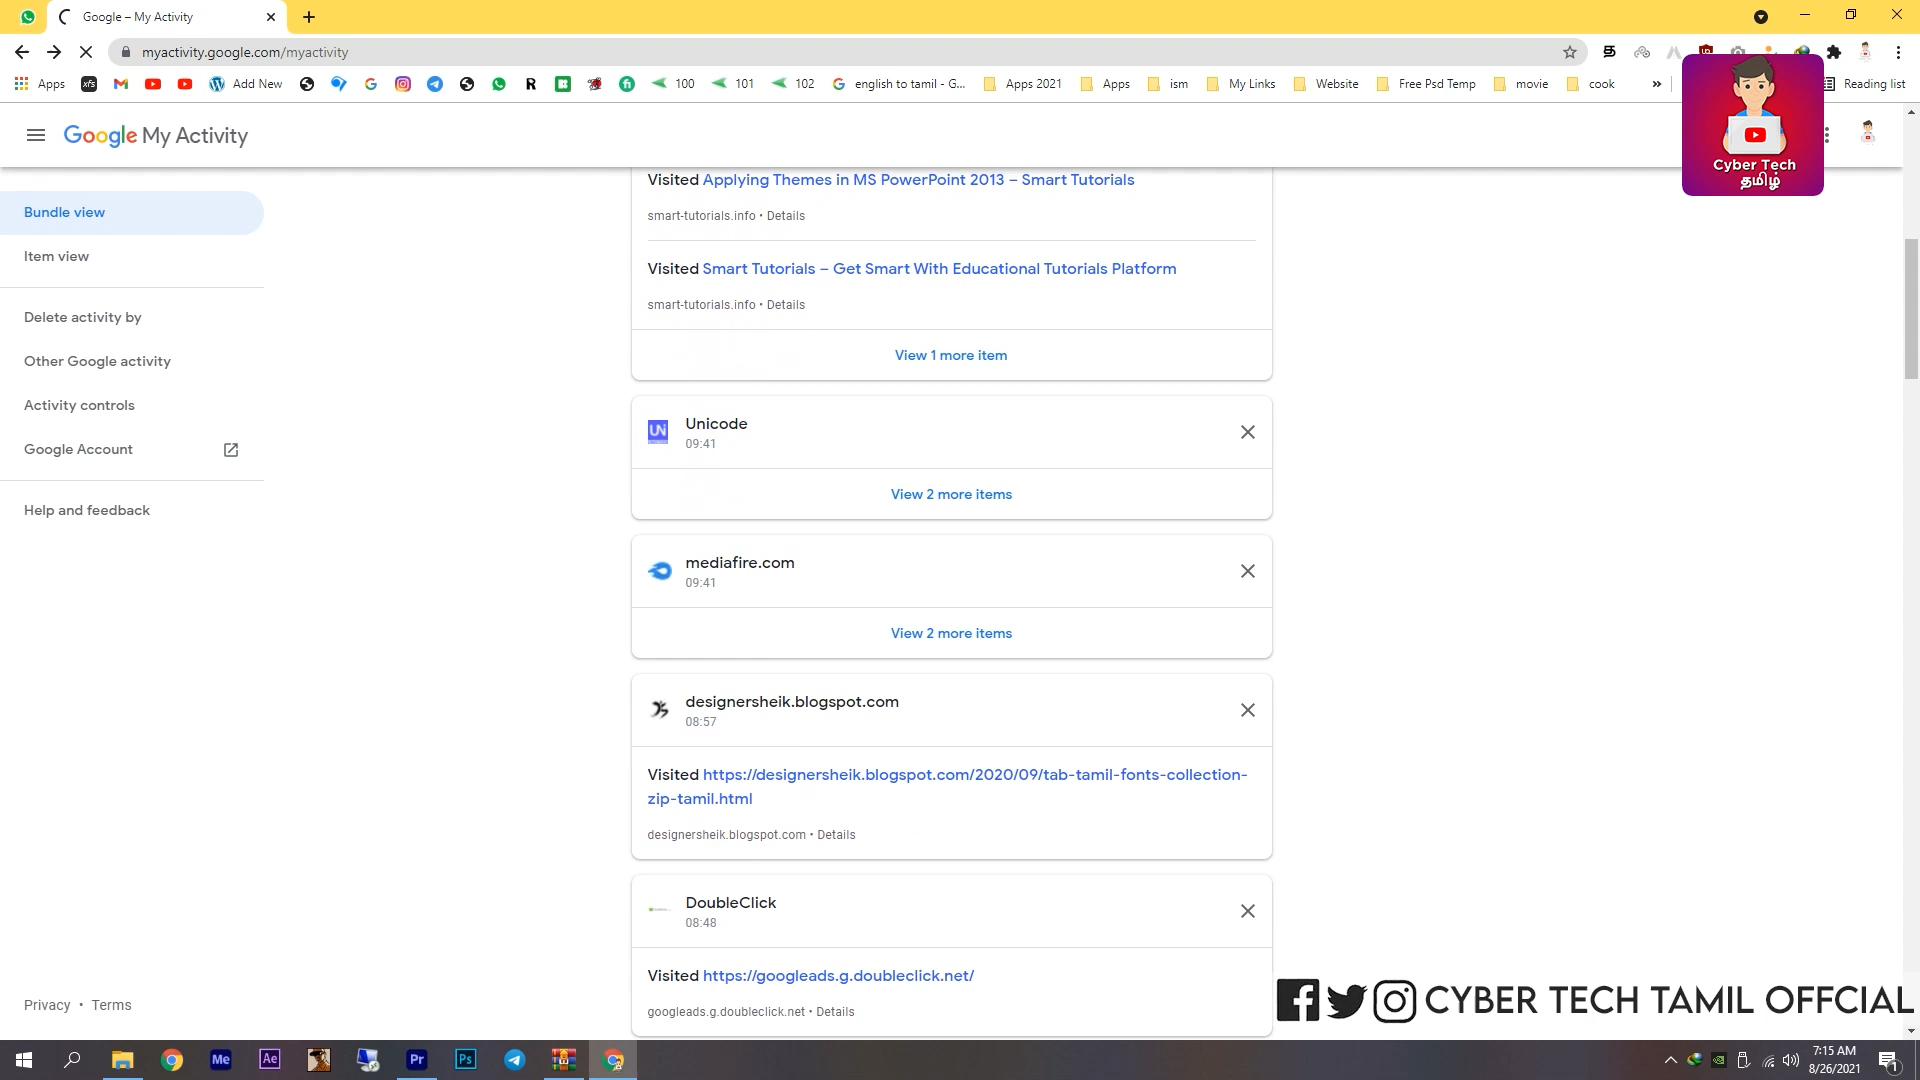 Google – My Activity
myactivity.google.com/myactivity
Apps
xfs
Add New
R
100
101
102
english to tamil - G...
Apps 2021
Apps
ism
My Links
Website
Free Psd Temp
movie
cook
»
Reading list
Google My Activity
Cyber Tech
தமிழ்
Bundle view
Item view
Delete activity by
Other Google activity
Activity controls
Google Account
Help and feedback
Privacy • Terms
Visited Applying Themes in MS PowerPoint 2013 – Smart Tutorials
smart-tutorials.info • Details
Visited Smart Tutorials – Get Smart With Educational Tutorials Platform
smart-tutorials.info • Details
View 1 more item
UN
Unicode
09:41
View 2 more items
mediafire.com
09:41
View 2 more items
designersheik.blogspot.com
08:57
Visited https://designersheik.blogspot.com/2020/09/tab-tamil-fonts-collection-
zip-tamil.html
designersheik.blogspot.com • Details
DoubleClick
08:48
Visited https://googleads.g.doubleclick.net/
googleads.g.doubleclick.net • Details
CYBER TECH TAMIL OFFCIAL
Me
Ae
Pr
Ps
7:15 AM
8/26/2021
1